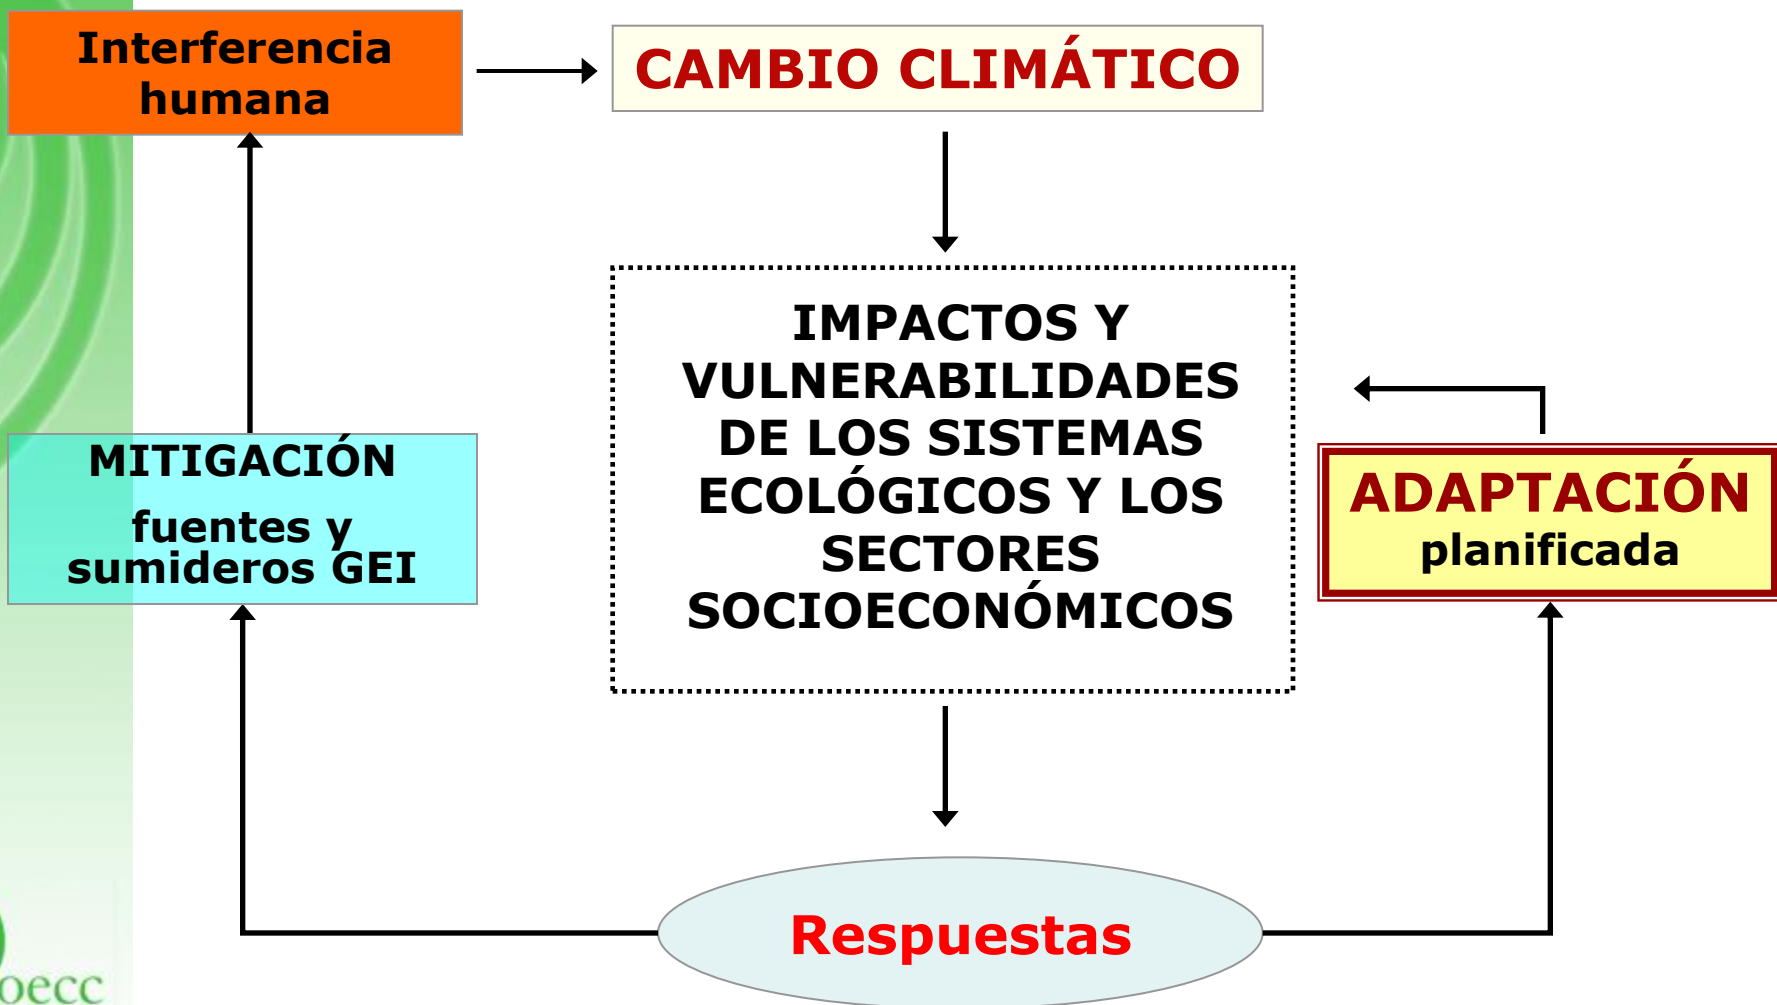 Interferencia
humana
CAMBIO CLIMÁTICO
IMPACTOS Y
VULNERABILIDADES
DE LOS SISTEMAS
ECOLÓGICOS Y LOS
SECTORES
SOCIOECONÓMICOS
MITIGACIÓN
fuentes y
sumideros GEI
ADAPTACIÓN
planificada
Respuestas
oecc